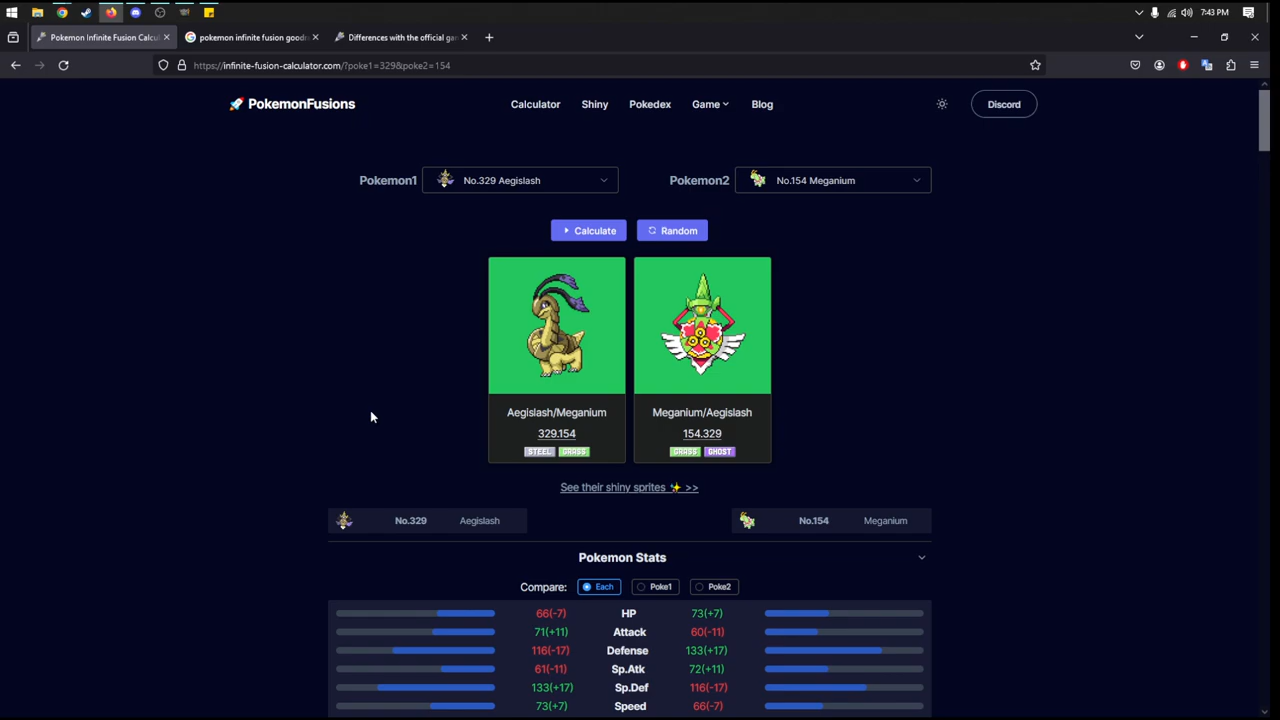 7:43 PM
Pokemon Infinite Fusion Calcul
pokemon infinite fusion goodr
Differences with the official ga
https://infinite-fusion-calculator.com/?poke1=329&poke2=154
PokemonFusions
Calculator
Shiny
Pokedex
Game
Blog
Discord
Pokemon1
No.329 Aegislash
Pokemon2
No.154 Meganium
Calculate
Random
Aegislash/Meganium
329.154
STEEL GRASS
Meganium/Aegislash
154.329
GRASS GHOST
See their shiny sprites ✨ >>
No.329 Aegislash
No.154 Meganium
Pokemon Stats
Compare: Each Poke1 Poke2
66(-7) HP 73(+7)
71(+11) Attack 60(-11)
116(-17) Defense 133(+17)
61(-11) Sp.Atk 72(+11)
133(+17) Sp.Def 116(-17)
73(+7) Speed 66(-7)